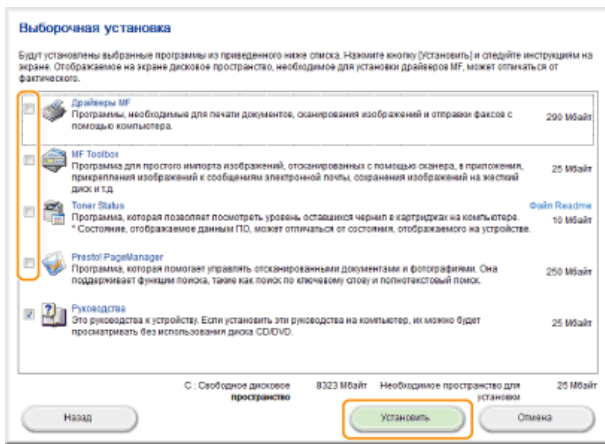 Выборочная установка
Будут установлены выбранные программы из приведенного ниже списка. Нажмите кнопку [Установить] и следуйте инструкциям на
экране. Отображаемое на экране дисковое пространство, необходимое для установки драйверов MF, может отличаться от
фактического.
Драйверы MF
Программы, необходимые для печати документов, сканирования изображений и отправки факсов с
помощью компьютера.
290 Мбайт
MF Toolbox
Программа для простого импорта изображений, отсканированных с помощью сканера, в приложения,
прикрепления изображений к сообщениям электронной почты, сохранения изображений на жесткий
диск и т.д.
25 Мбайт
Toner Status
Файл Readme
Программа, которая позволяет посмотреть уровень оставшихся чернил в картриджах на компьютере.
10 Мбайт
* Состояние, отображаемое данным ПО, может отличаться от состояния, отображаемого на устройстве.
Presto! PageManager
Программа, которая помогает управлять отсканированными документами и фотографиями. Она
поддерживает функции поиска, такие как поиск по ключевому слову и полнотекстовый поиск.
250 Мбайт
Руководства
Это руководства к устройству. Если установить эти руководства на компьютер, их можно будет
просматривать без использования диска CD/DVD.
25 Мбайт
C : Свободное дисковое пространство
8323 Мбайт
Необходимое пространство для установки
25 Мбайт
Назад
Установить
Отмена